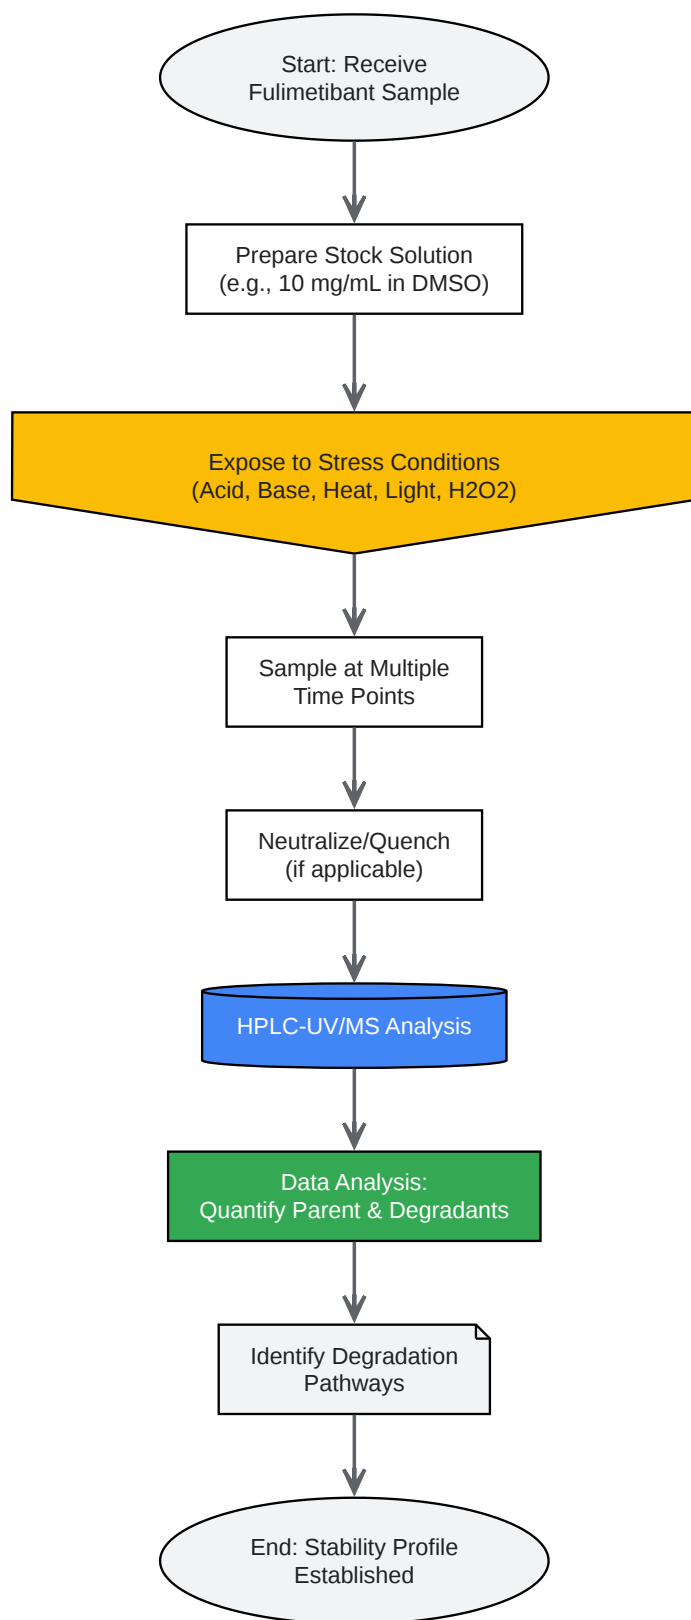 Start: Receive
Fulimetibant Sample
Prepare Stock Solution
(e.g., 10 mg/mL in DMSO)
Expose to Stress Conditions
(Acid, Base, Heat, Light, H2O2)
Sample at Multiple
Time Points
Neutralize/Quench
(if applicable)
HPLC-UV/MS Analysis
Data Analysis:
Quantify Parent & Degradants
Identify Degradation
Pathways
End: Stability Profile
Established